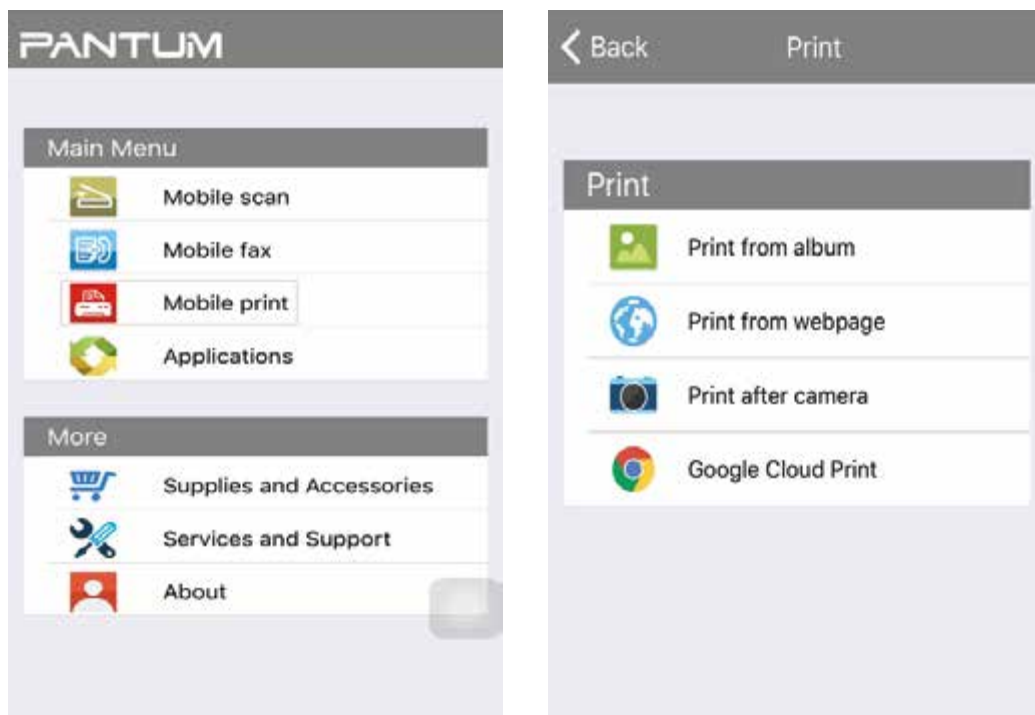 PANTUM
Main Menu
Mobile scan
Mobile fax
Mobile print
Applications
More
Supplies and Accessories
Services and Support
About
Back Print
Print
Print from album
Print from webpage
Print after camera
Google Cloud Print